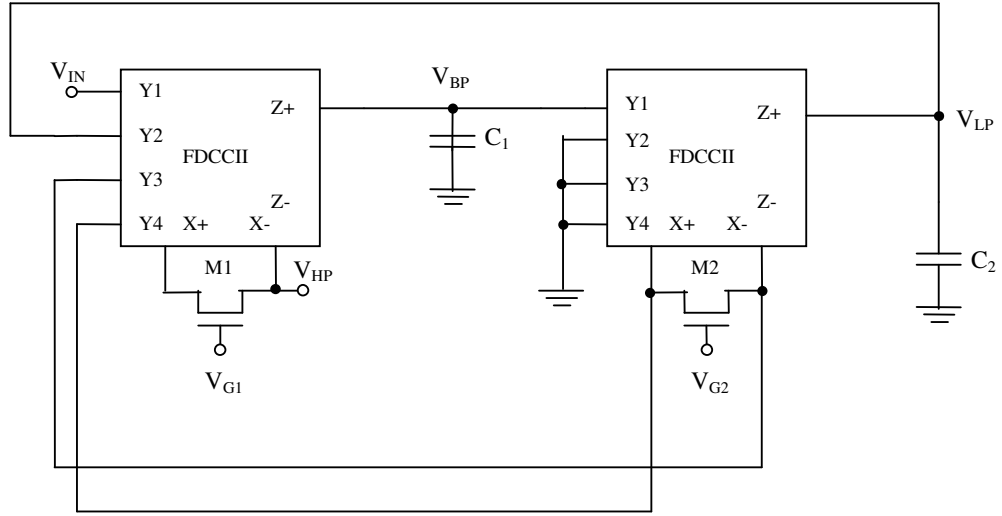 V_IN
Y1
Z+
Y2
FDCCII
Y3
Z-
Y4 X+ X-
M1
V_HP
V_G1
V_BP
C_1
Y1
Z+
Y2
FDCCII
Y3
Z-
Y4 X+ X-
M2
V_G2
V_LP
C_2